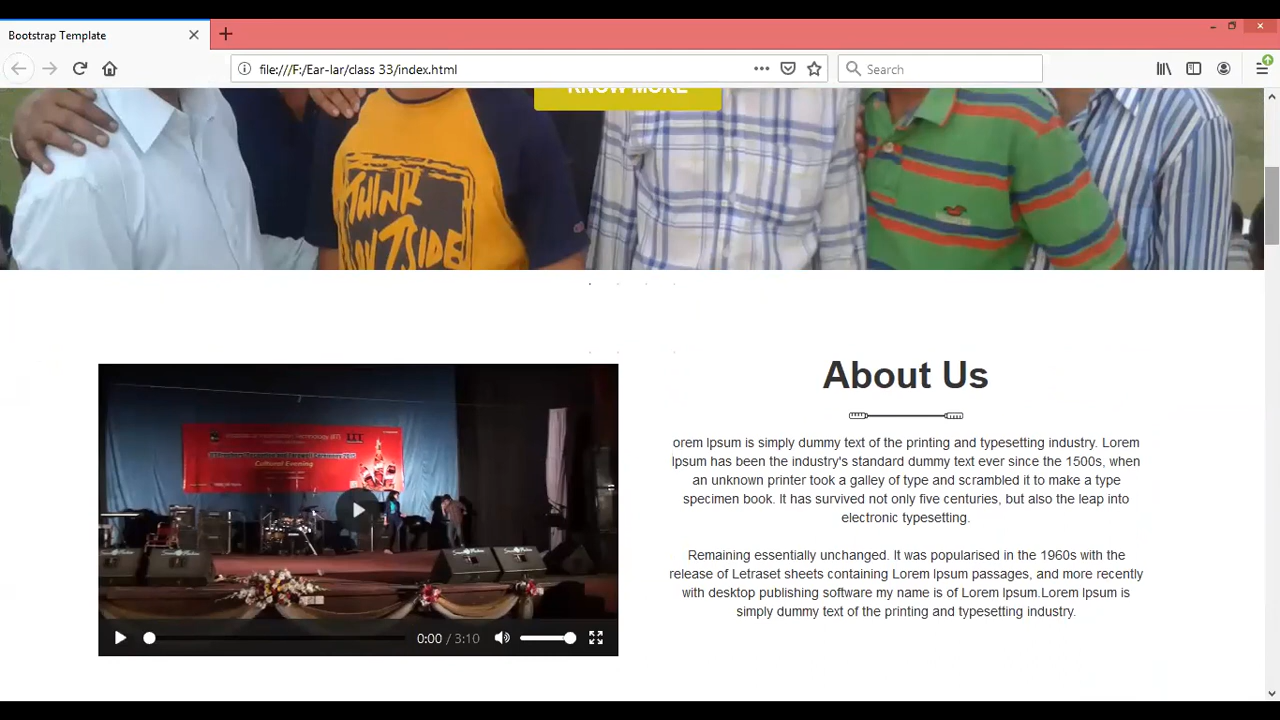 Bootstrap Template
file:///F:/Ear-lar/class 33/index.html
Search
KNOW MORE
THINK
OUTSIDE
About Us
orem Ipsum is simply dummy text of the printing and typesetting industry. Lorem
Ipsum has been the industry's standard dummy text ever since the 1500s, when
an unknown printer took a galley of type and scrambled it to make a type
specimen book. It has survived not only five centuries, but also the leap into
electronic typesetting.
Remaining essentially unchanged. It was popularised in the 1960s with the
release of Letraset sheets containing Lorem Ipsum passages, and more recently
with desktop publishing software my name is of Lorem Ipsum.Lorem Ipsum is
simply dummy text of the printing and typesetting industry.
Cultural Evening
0:00 / 3:10